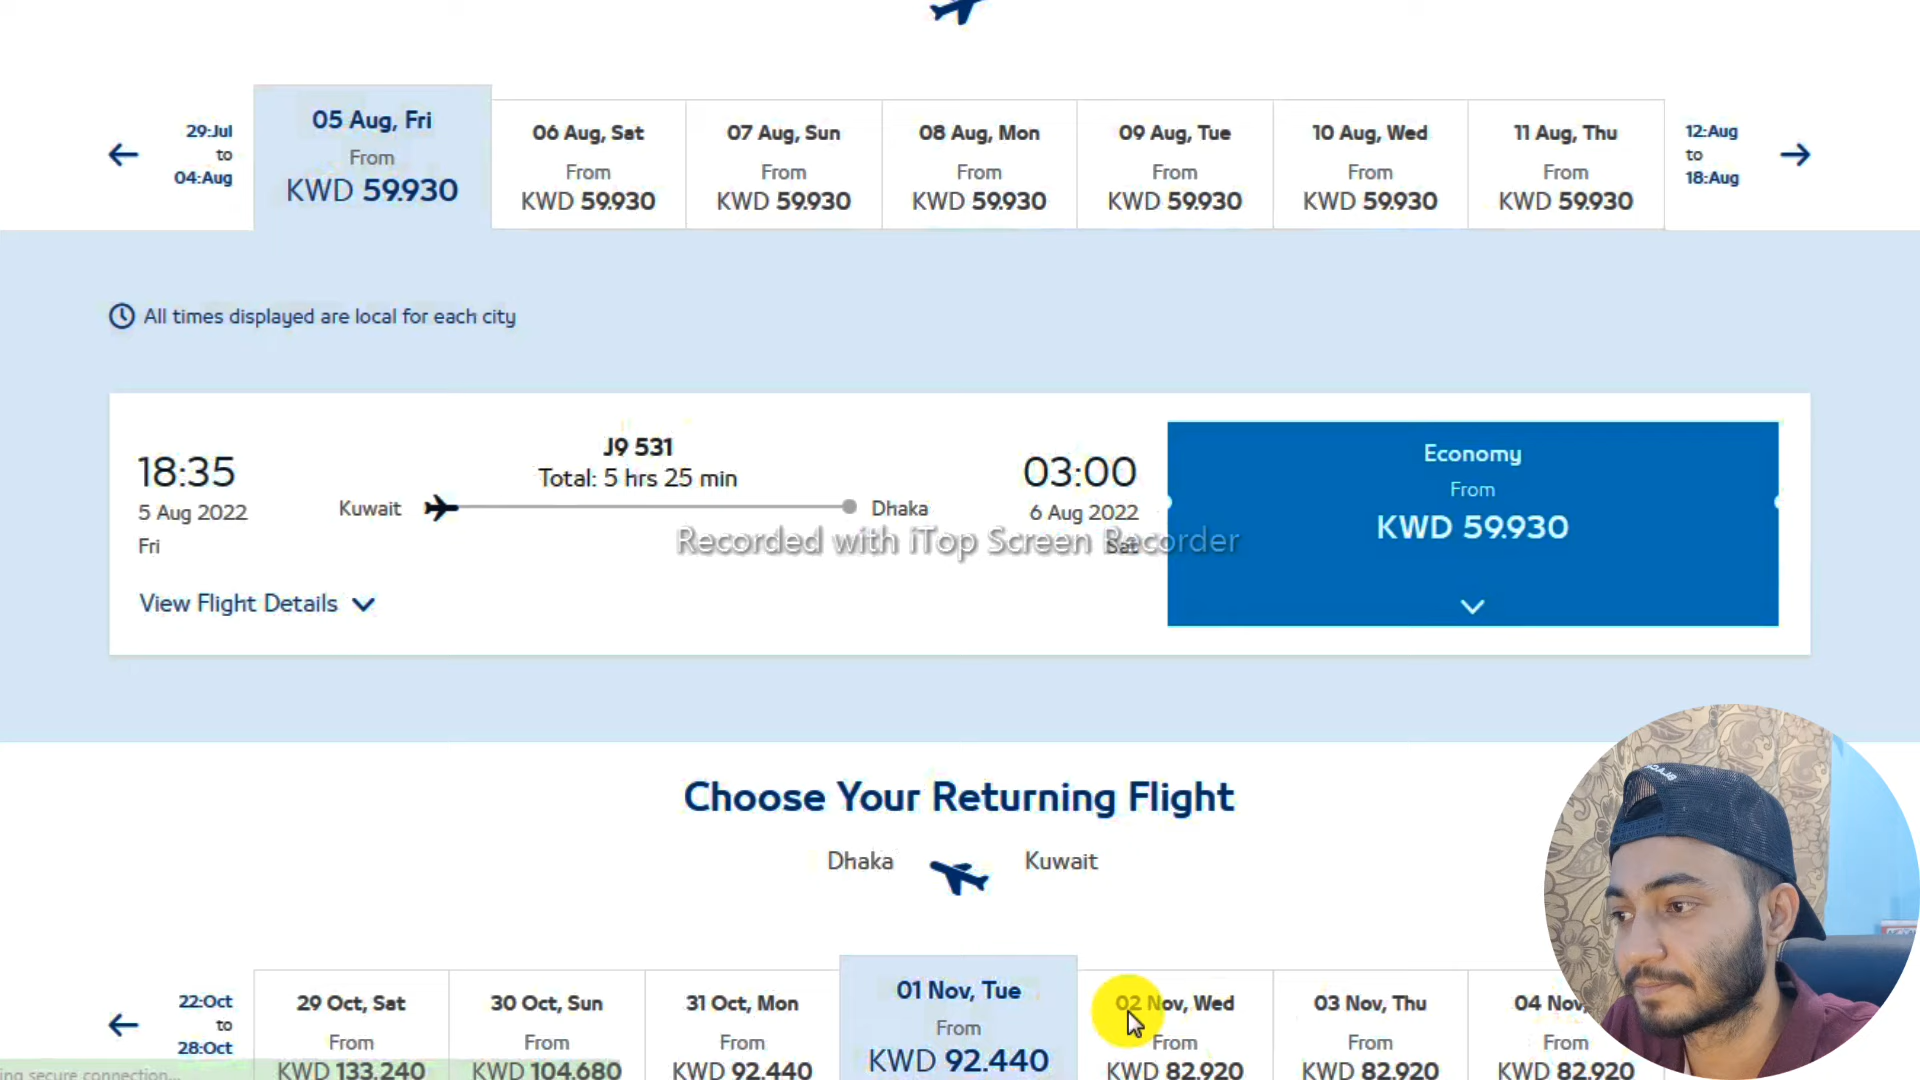 29:Jul
to
04:Aug
05 Aug, Fri
From
KWD 59.930
06 Aug, Sat
From
KWD 59.930
07 Aug, Sun
From
KWD 59.930
08 Aug, Mon
From
KWD 59.930
09 Aug, Tue
From
KWD 59.930
10 Aug, Wed
From
KWD 59.930
11 Aug, Thu
From
KWD 59.930
12:Aug
to
18:Aug
All times displayed are local for each city
18:35
5 Aug 2022
Fri
Kuwait
J9 531
Total: 5 hrs 25 min
Dhaka
03:00
6 Aug 2022
Sat
Economy
From
KWD 59.930
Recorded with iTop Screen Recorder
View Flight Details
Choose Your Returning Flight
Dhaka
Kuwait
22:Oct
to
28:Oct
29 Oct, Sat
From
KWD 133.240
30 Oct, Sun
From
KWD 104.680
31 Oct, Mon
From
KWD 92.440
01 Nov, Tue
From
KWD 92.440
02 Nov, Wed
From
KWD 82.920
03 Nov, Thu
From
KWD 82.920
04 Nov,
From
KWD 82.920
secure connection...